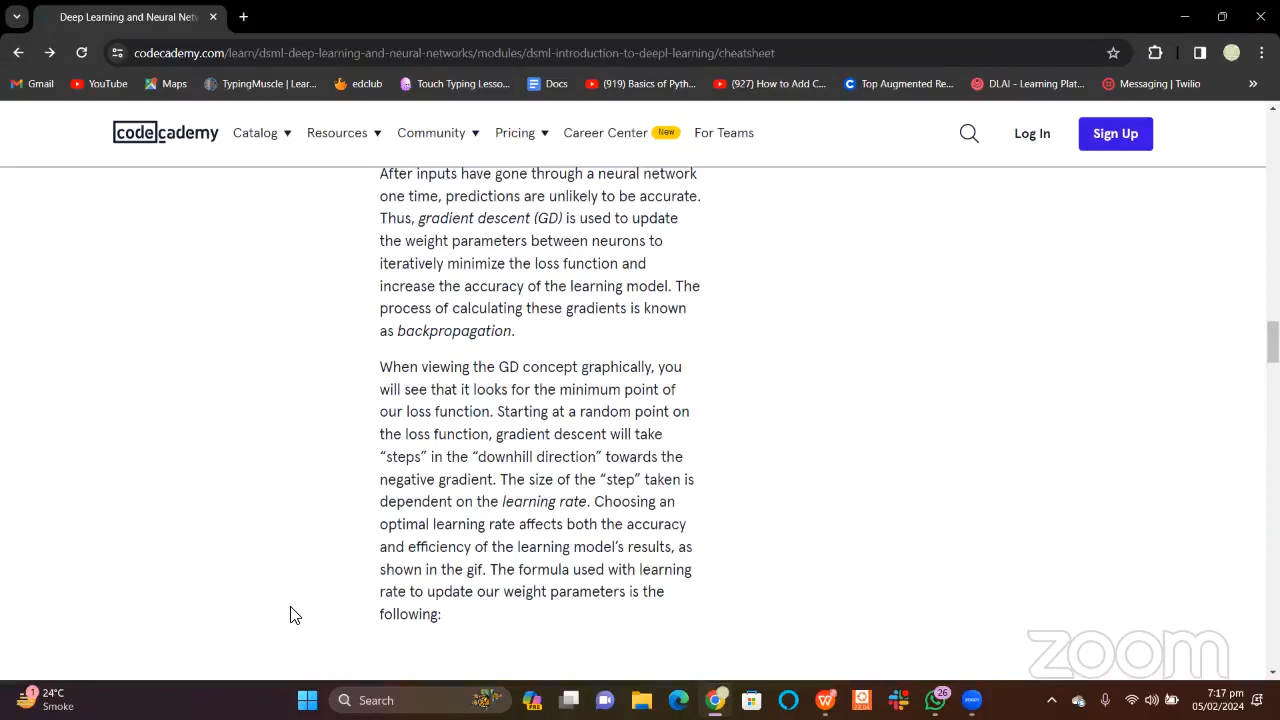 Deep Learning and Neural Netw
codecademy.com/learn/dsml-deep-learning-and-neural-networks/modules/dsml-introduction-to-deepl-learning/cheatsheet
Gmail YouTube Maps TypingMuscle | Lear... edclub Touch Typing Lesso... Docs (919) Basics of Pyth... (927) How to Add C... Top Augmented Re... DLAI - Learning Plat... Messaging | Twilio »
codecademy Catalog Resources Community Pricing Career Center New For Teams Log In Sign Up
After inputs have gone through a neural network
one time, predictions are unlikely to be accurate.
Thus, gradient descent (GD) is used to update
the weight parameters between neurons to
iteratively minimize the loss function and
increase the accuracy of the learning model. The
process of calculating these gradients is known
as backpropagation.
When viewing the GD concept graphically, you
will see that it looks for the minimum point of
our loss function. Starting at a random point on
the loss function, gradient descent will take
“steps” in the “downhill direction” towards the
negative gradient. The size of the “step” taken is
dependent on the learning rate. Choosing an
optimal learning rate affects both the accuracy
and efficiency of the learning model’s results, as
shown in the gif. The formula used with learning
rate to update our weight parameters is the
following:
zoom
1 24°C
Smoke
Search
PRE
26
7:17 pm
05/02/2024